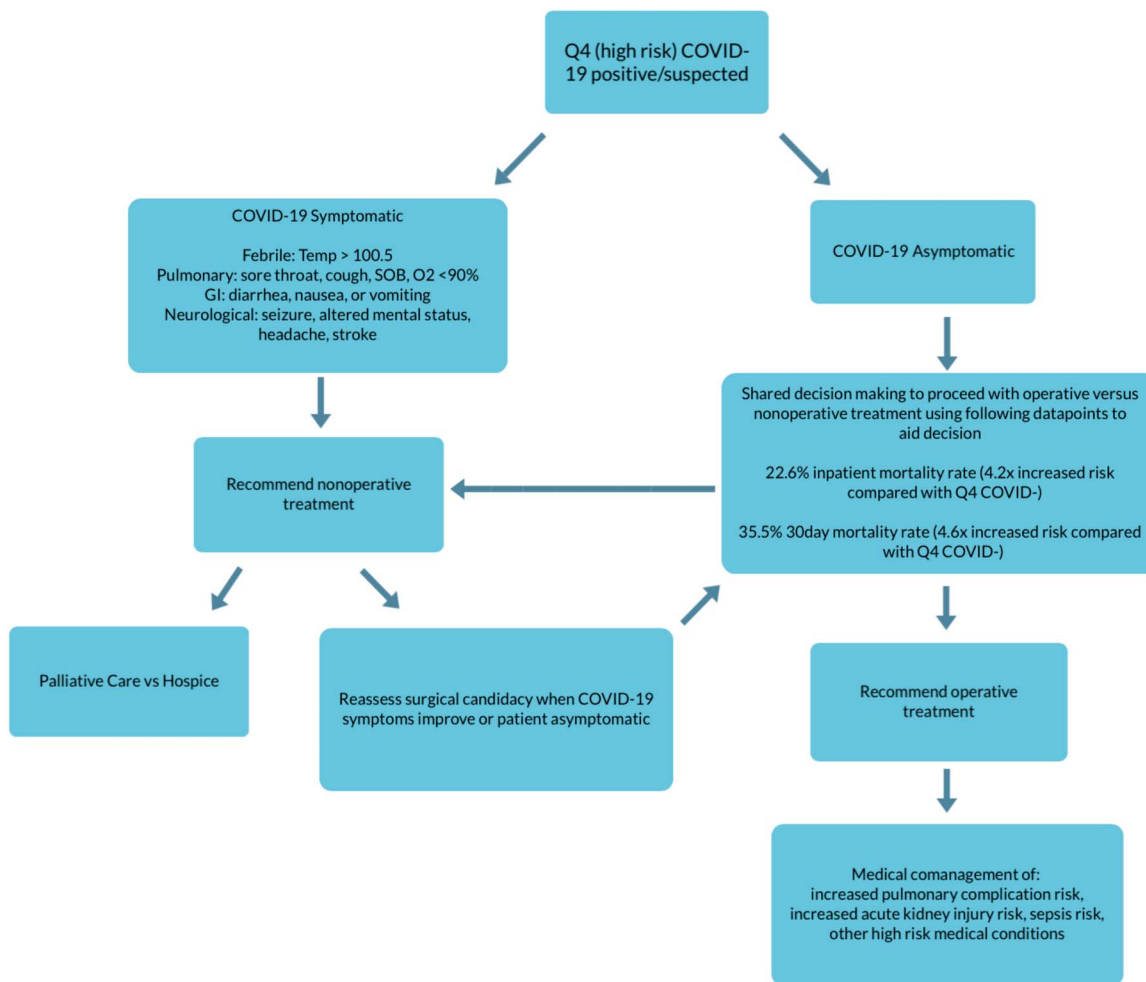 Q4 (high risk) COVID-
19 positive/suspected
COVID-19 Symptomatic
Febrile: Temp > 100.5
Pulmonary: sore throat, cough, SOB, O2 <90%
GI: diarrhea, nausea, or vomiting
Neurological: seizure, altered mental status,
headache, stroke
COVID-19 Asymptomatic
Shared decision making to proceed with operative versus
nonoperative treatment using following datapoints to
aid decision
22.6% inpatient mortality rate (4.2x increased risk
compared with Q4 COVID-)
35.5% 30day mortality rate (4.6x increased risk compared
with Q4 COVID-)
Recommend nonoperative
treatment
Palliative Care vs Hospice
Reassess surgical candidacy when COVID-19
symptoms improve or patient asymptomatic
Recommend operative
treatment
Medical comanagement of:
increased pulmonary complication risk,
increased acute kidney injury risk, sepsis risk,
other high risk medical conditions